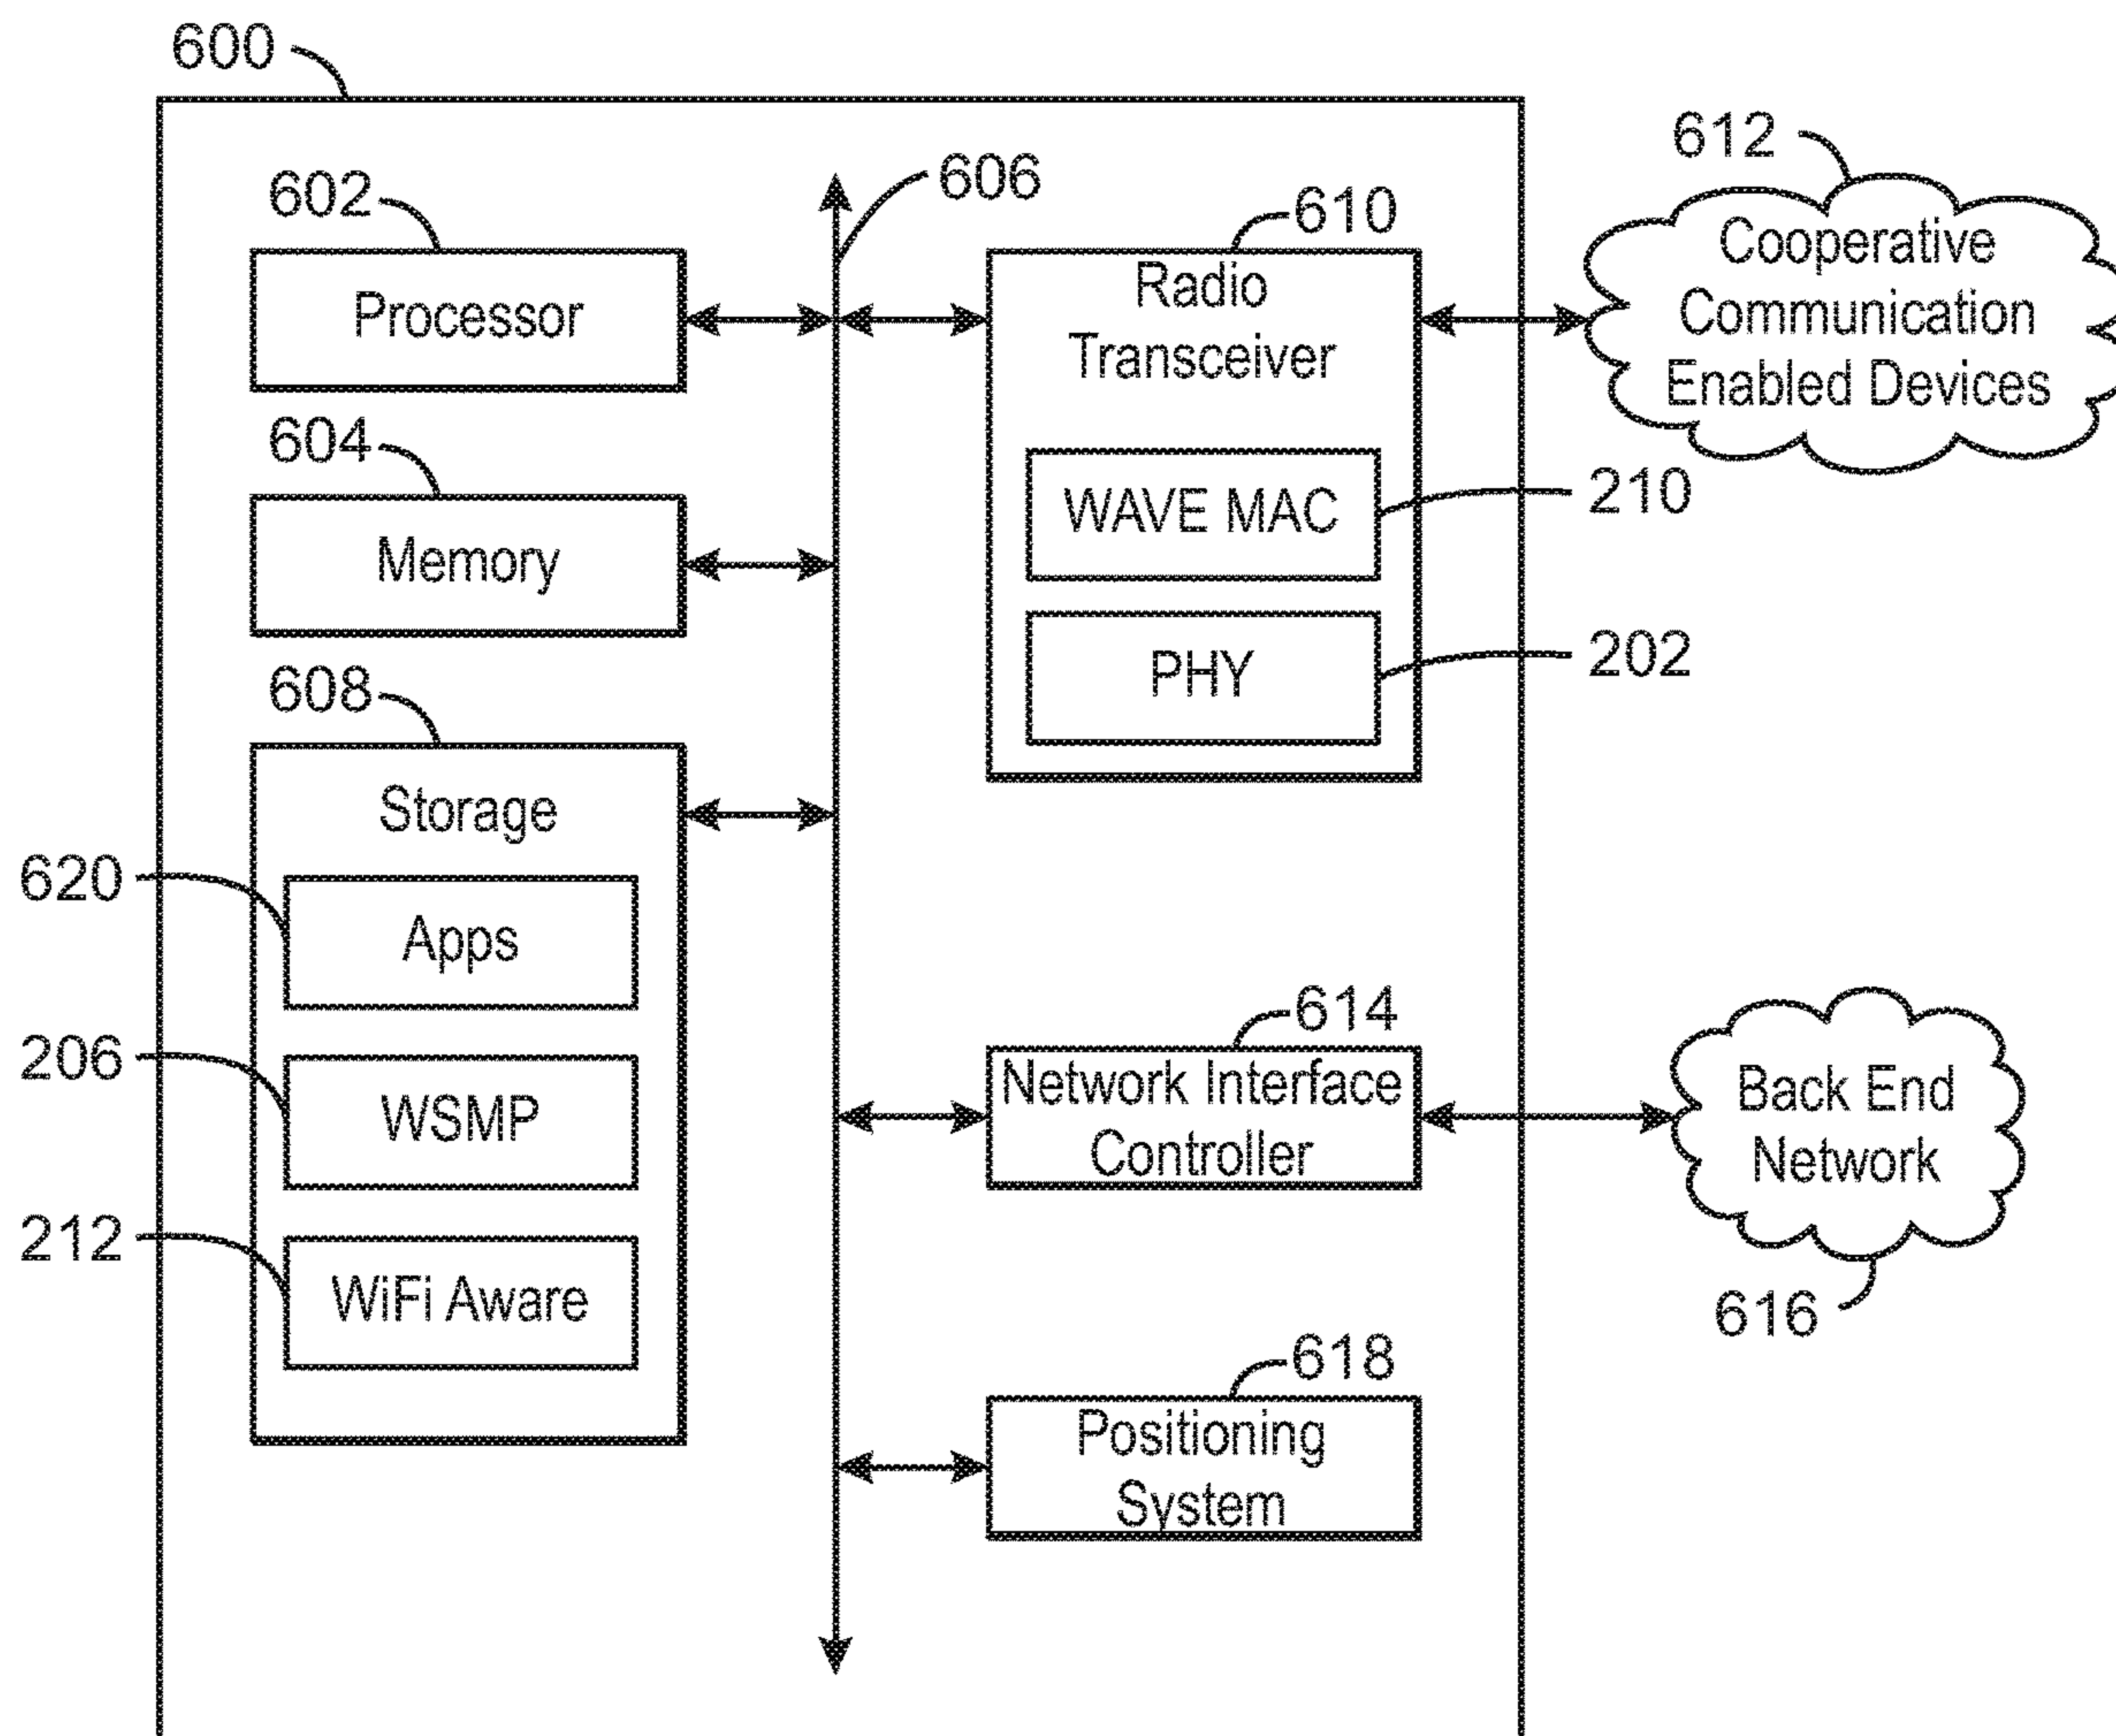 600
602
Processor
604
Memory
608
Storage
620
Apps
206
WSMP
212
WiFi Aware
606
610
Radio
Transceiver
WAVE MAC
210
PHY
202
612
Cooperative
Communication
Enabled Devices
614
Network Interface
Controller
Back End
Network
616
618
Positioning
System